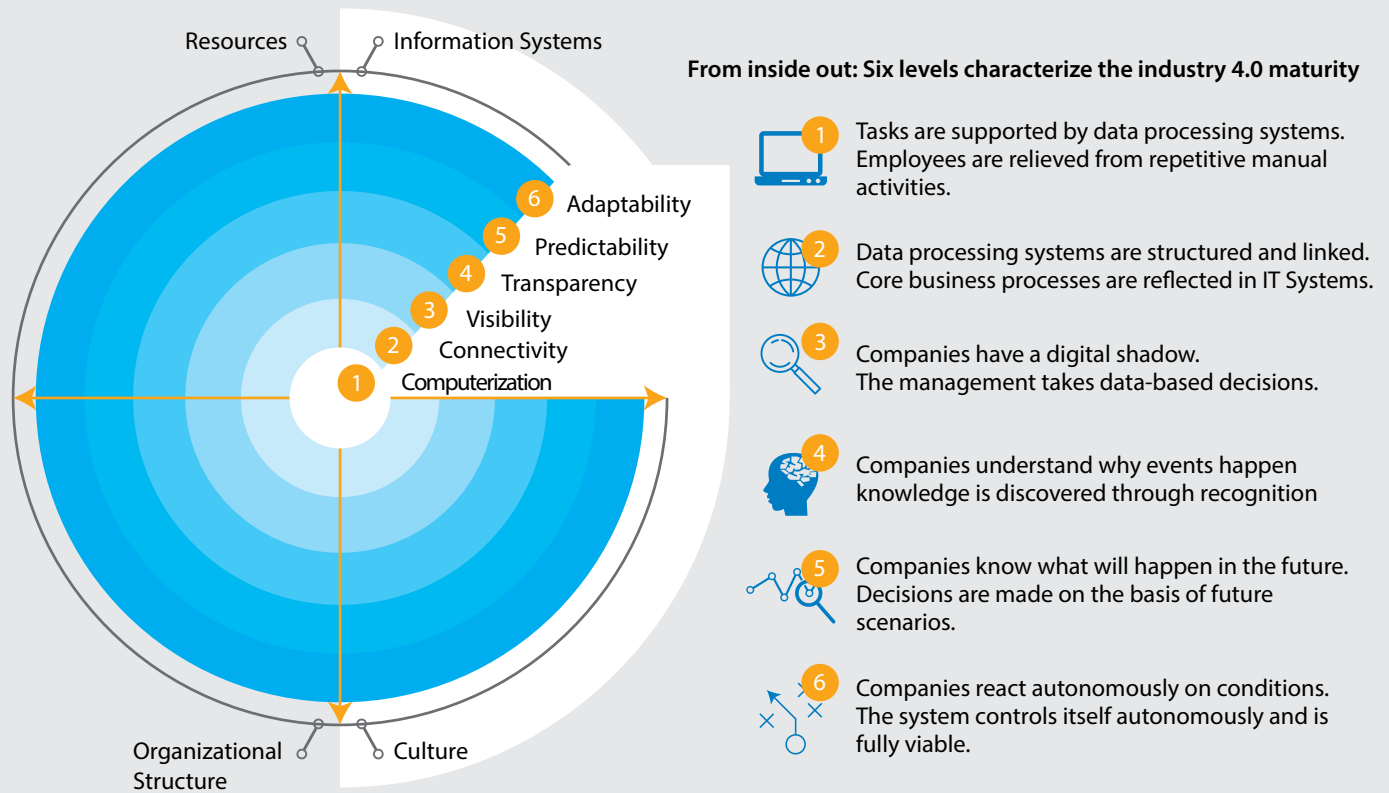 Resources
Information Systems
6
Adaptability
5
Predictability
4
Transparency
3
Visibility
2
Connectivity
1
Computerization
Organizational
Structure
Culture
From inside out: Six levels characterize the industry 4.0 maturity
1
Tasks are supported by data processing systems.
Employees are relieved from repetitive manual
activities.
2
Data processing systems are structured and linked.
Core business processes are reflected in IT Systems.
3
Companies have a digital shadow.
The management takes data-based decisions.
4
Companies understand why events happen
knowledge is discovered through recognition
5
Companies know what will happen in the future.
Decisions are made on the basis of future
scenarios.
6
Companies react autonomously on conditions.
The system controls itself autonomously and is
fully viable.